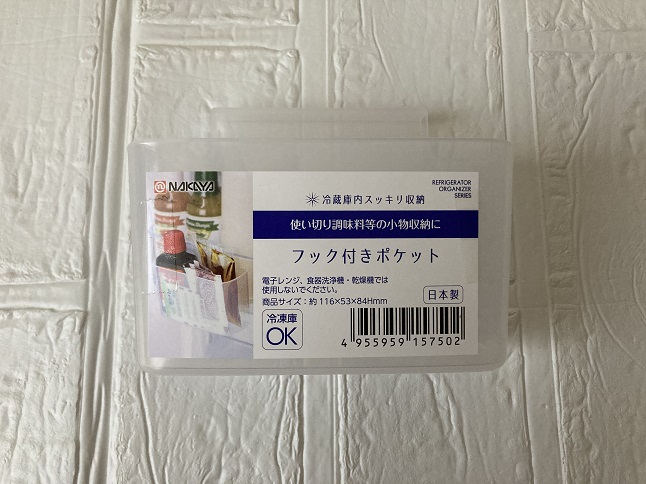 NAKAYA
冷蔵庫内スッキリ収納
REFRIGERATOR
ORGANIZER
SERIES
使い切り調味料等の小物収納に
フック付きポケット
電子レンジ、食器洗浄機・乾燥機では
使用しないでください。
商品サイズ:約116×53×84Hmm
日本製
冷凍庫
OK
4 955959 157502